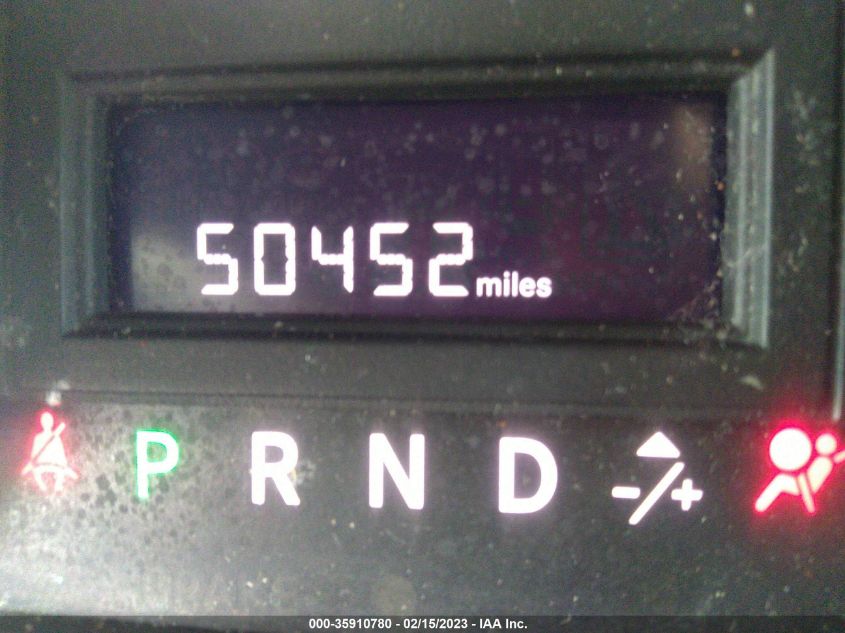 50452 miles
P R N D - +
000-35910780 - 02/15/2023 - IAA Inc.